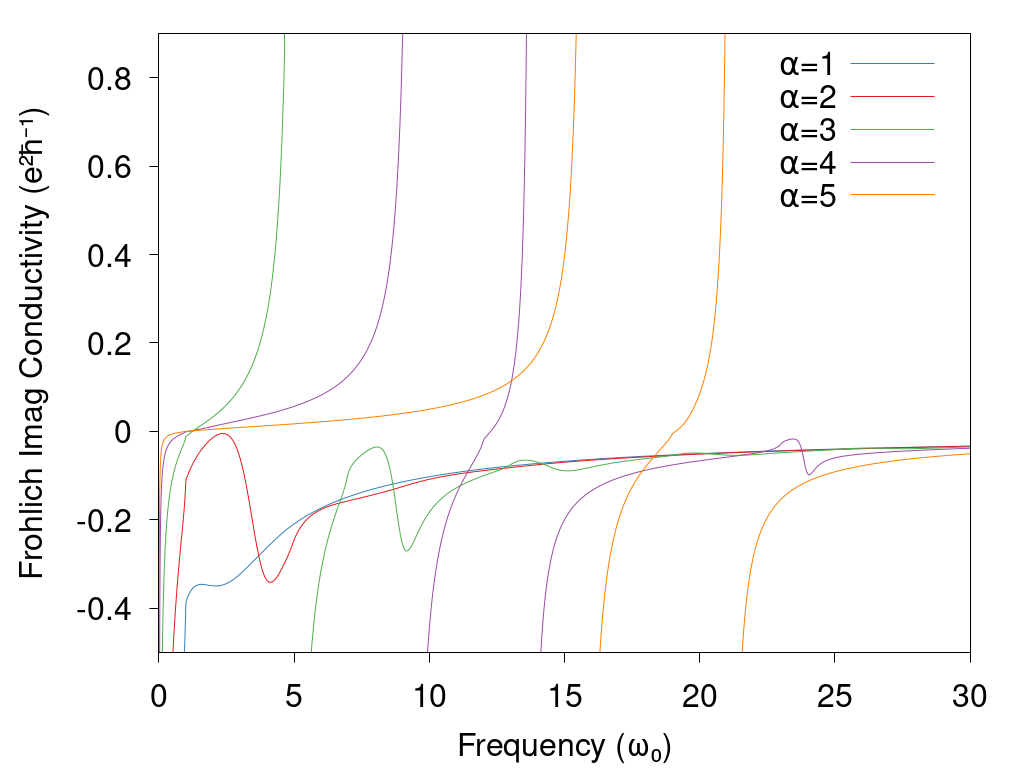 Frohlich Imag Conductivity (e²ħ⁻¹)
0.8
0.6
0.4
0.2
0
-0.2
-0.4
α=1
α=2
α=3
α=4
α=5
0 5 10 15 20 25 30
Frequency (ω₀)